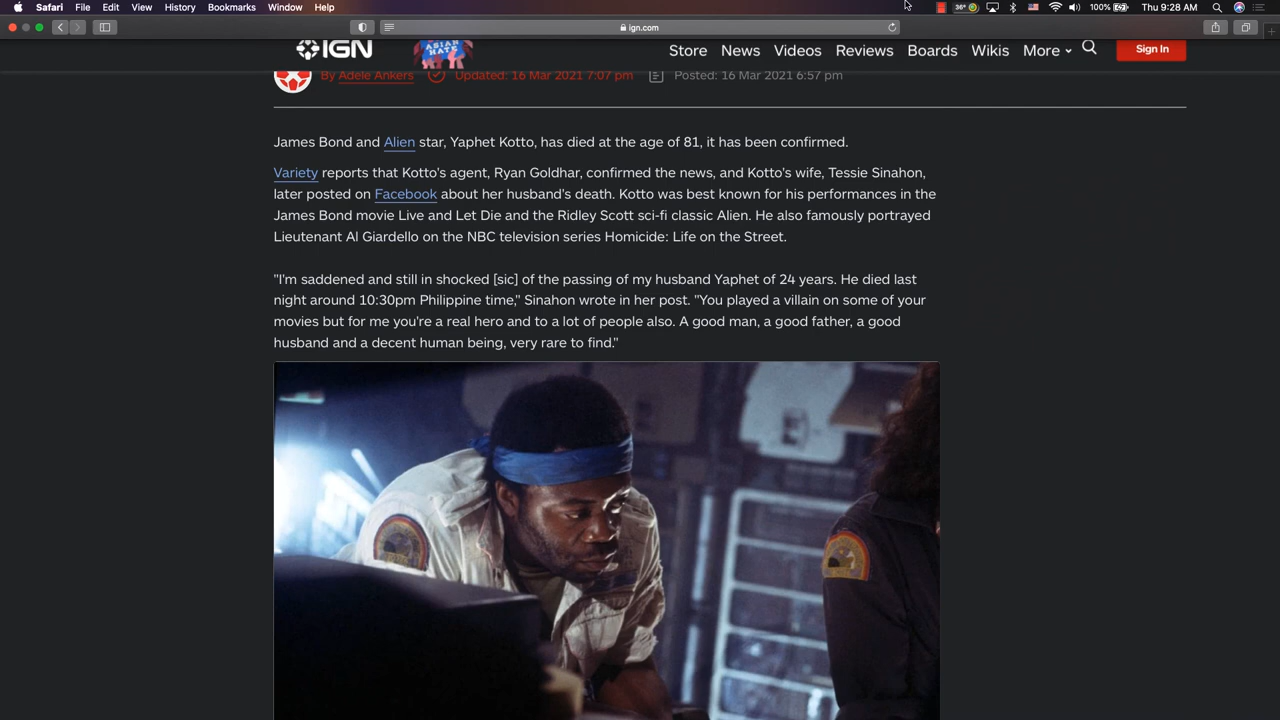 Safari File Edit View History Bookmarks Window Help 36° 100% Thu 9:28 AM
ign.com
IGN ASIAN HATE Store News Videos Reviews Boards Wikis More Sign In
By Adele Ankers Updated: 16 Mar 2021 7:07 pm Posted: 16 Mar 2021 6:57 pm
James Bond and Alien star, Yaphet Kotto, has died at the age of 81, it has been confirmed.
Variety reports that Kotto's agent, Ryan Goldhar, confirmed the news, and Kotto's wife, Tessie Sinahon,
later posted on Facebook about her husband's death. Kotto was best known for his performances in the
James Bond movie Live and Let Die and the Ridley Scott sci-fi classic Alien. He also famously portrayed
Lieutenant Al Giardello on the NBC television series Homicide: Life on the Street.
"I'm saddened and still in shocked [sic] of the passing of my husband Yaphet of 24 years. He died last
night around 10:30pm Philippine time," Sinahon wrote in her post. "You played a villain on some of your
movies but for me you're a real hero and to a lot of people also. A good man, a good father, a good
husband and a decent human being, very rare to find."